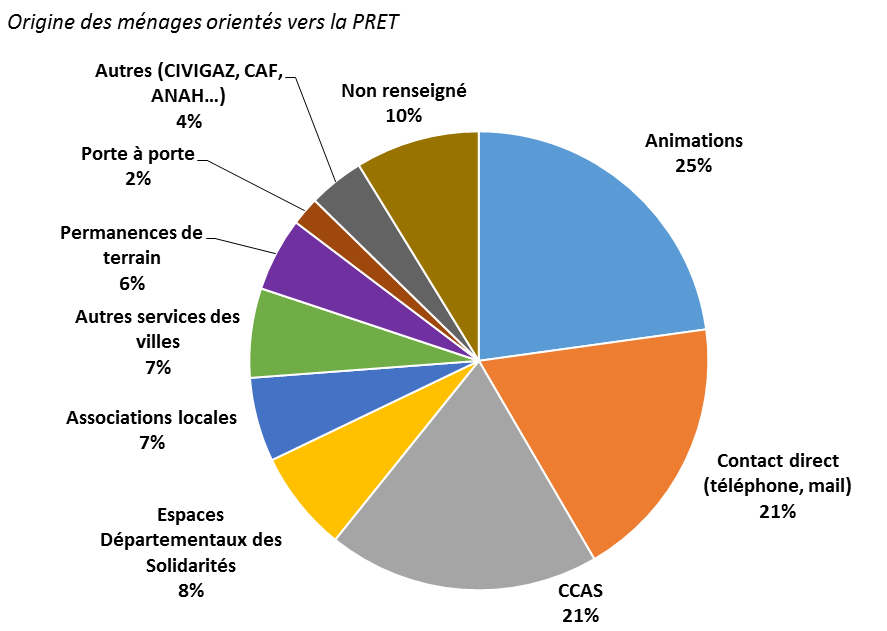 Origine des ménages orientés vers la PRET
Autres (CIVIGAZ, CAF,
ANAH…)
4%
Non renseigné
10%
Animations
25%
Porte à porte
2%
Permanences de
terrain
6%
Autres services des
villes
7%
Associations locales
7%
Contact direct
(téléphone, mail)
21%
Espaces
Départementaux des
Solidarités
8%
CCAS
21%